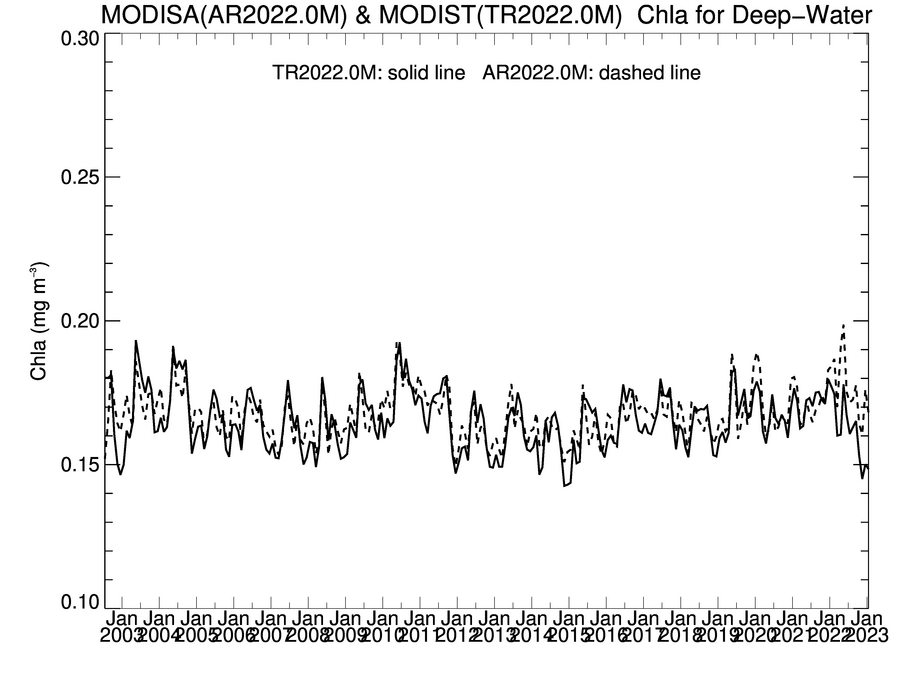 MODISA(AR2022.0M) & MODIST(TR2022.0M)  Chla for Deep−Water
TR2022.0M: solid line   AR2022.0M: dashed line
0.30
0.25
0.20
0.15
0.10
Chla (mg m⁻³)
Jan Jan Jan Jan Jan Jan Jan Jan Jan Jan Jan Jan Jan Jan Jan Jan Jan Jan Jan Jan Jan
2003 2004 2005 2006 2007 2008 2009 2010 2011 2012 2013 2014 2015 2016 2017 2018 2019 2020 2021 2022 2023